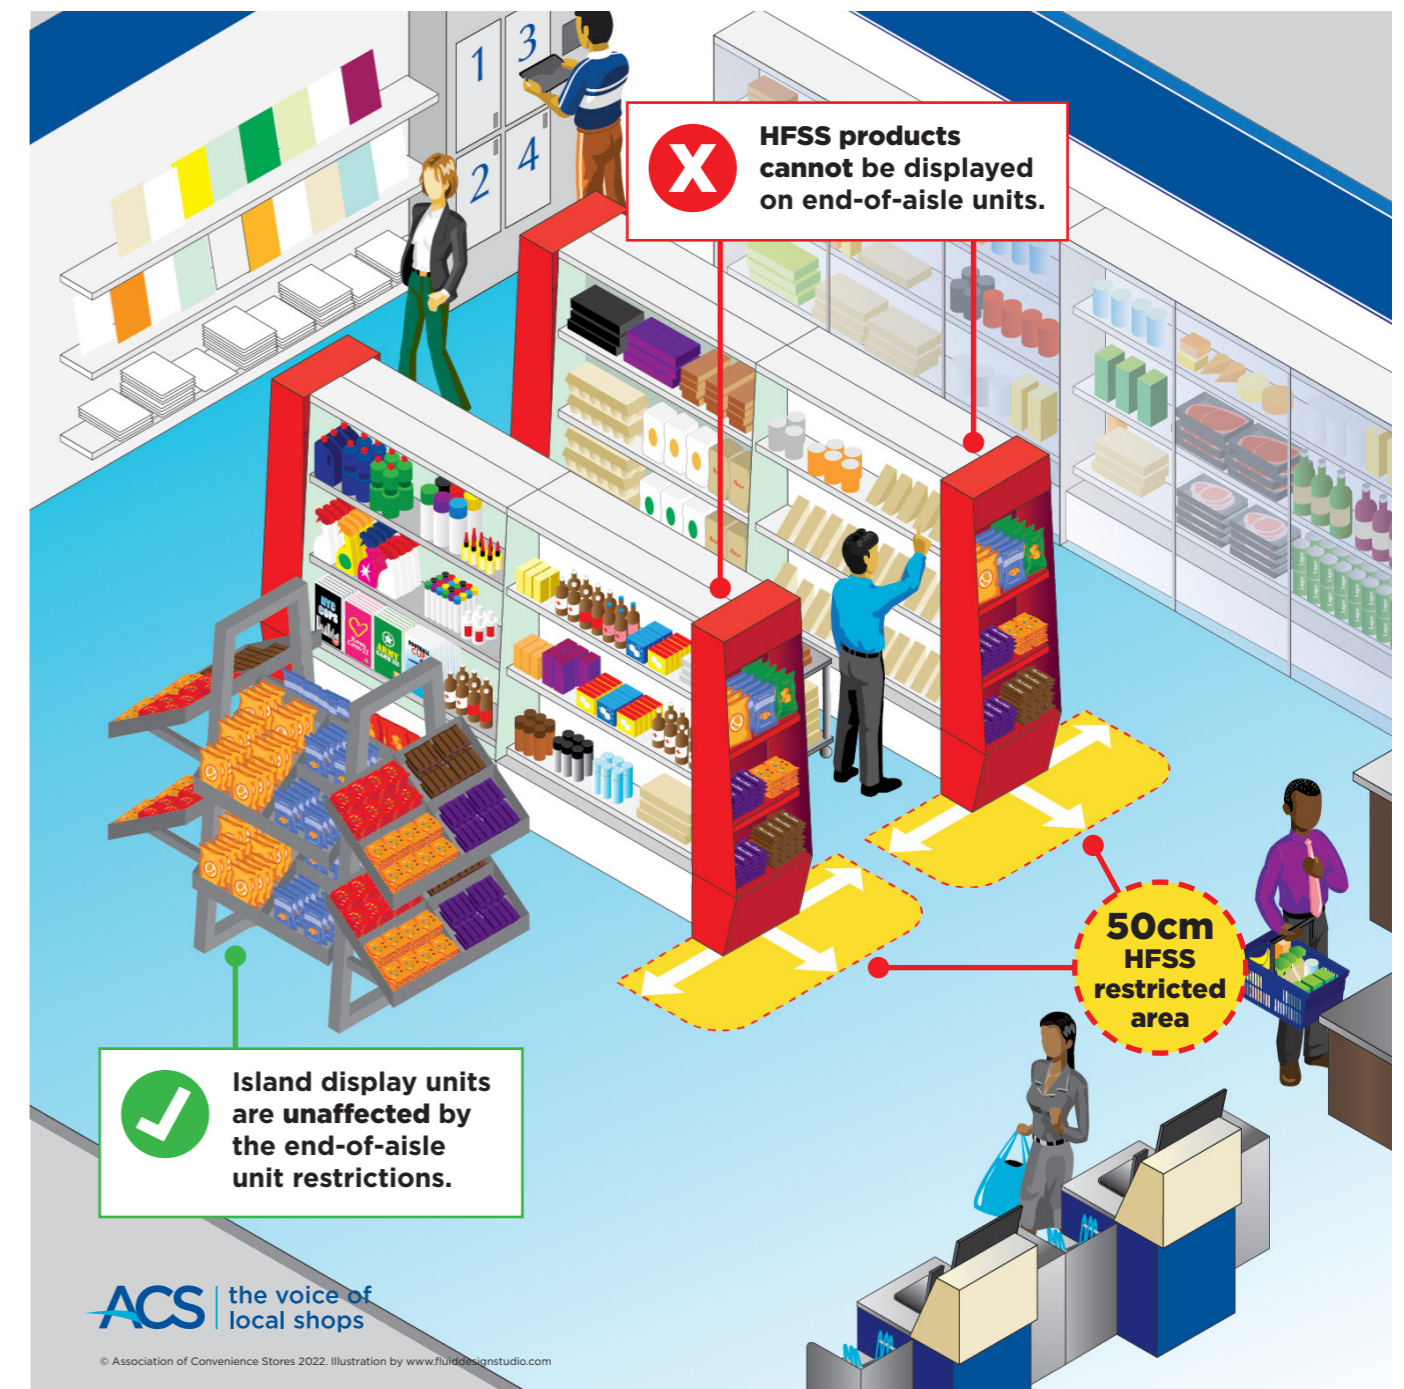 1
3
2
4
HFSS products
cannot be displayed
on end-of-aisle units.
50cm
HFSS
restricted
area
Island display units
are unaffected by
the end-of-aisle
unit restrictions.
ACS
the voice of
local shops
© Association of Convenience Stores 2022. Illustration by www.fluiddesignstudio.com